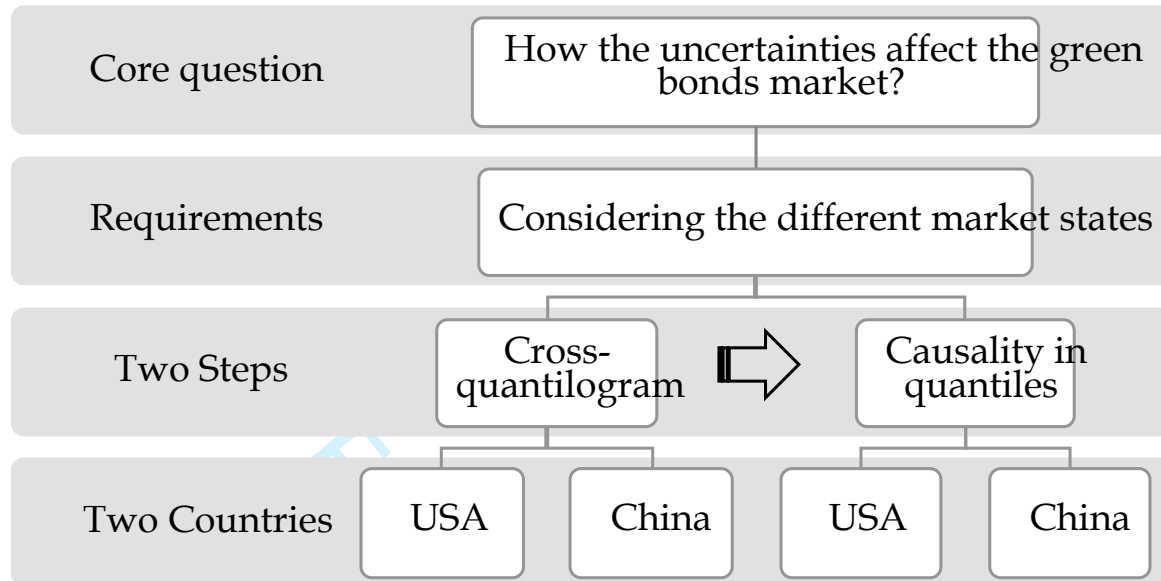 Core question
How the uncertainties affect the green
bonds market?
Requirements
Considering the different market states
Two Steps
Cross-
quantilogram
Causality in
quantiles
Two Countries
USA
China
USA
China